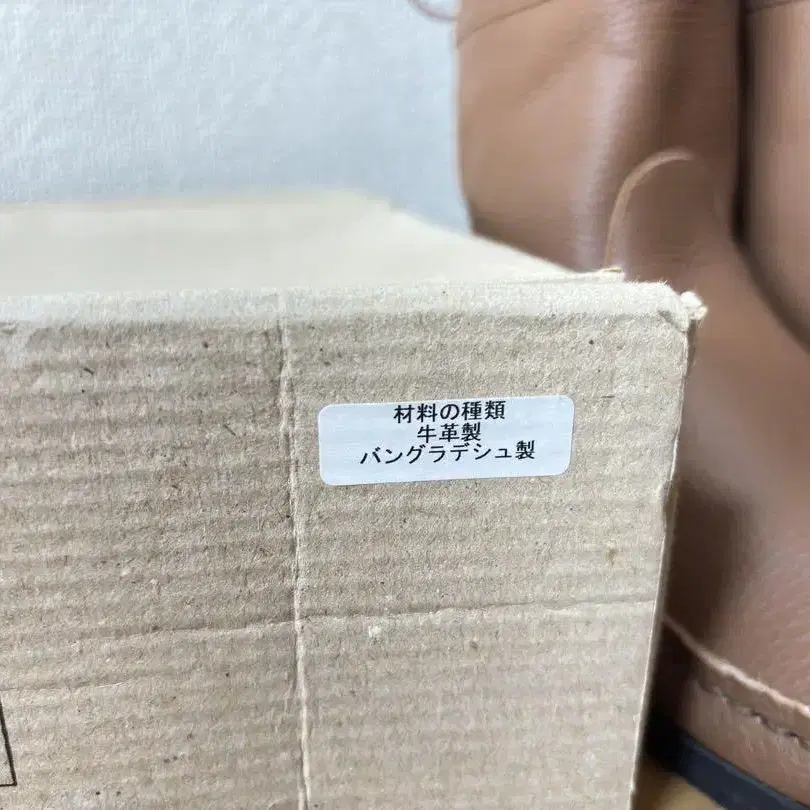 材料の種類
牛革製
バングラデシュ製